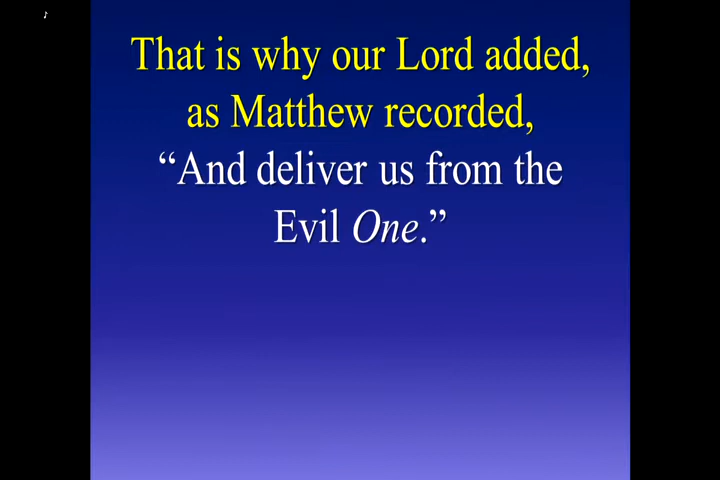 ♪
That is why our Lord added,
as Matthew recorded,
“And deliver us from the
Evil One.”